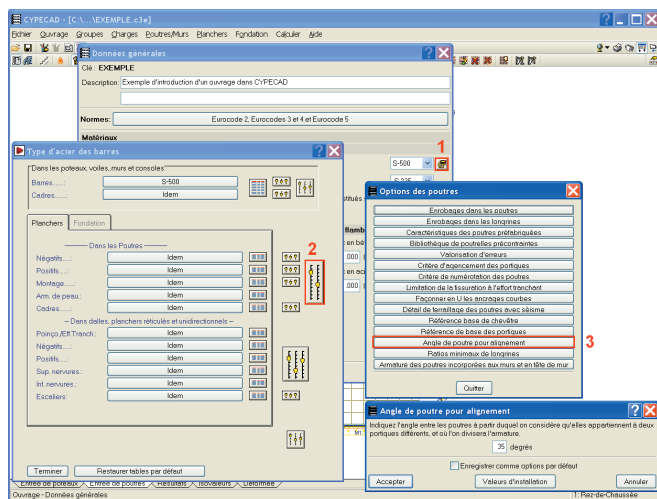 CYPECAD - [C:\...\EXEMPLE.c3e]
Fichier Ouvrage Groupes Charges Poutres/Murs Planchers Fondation Calculer Aide
Données générales
Clé : EXEMPLE
Description: Exemple d'introduction d'un ouvrage dans CYPECAD
Normes: Eurocode 2, Eurocodes 3 et 4 et Eurocode 5
Matériaux
1
S-500
S-235
Type d'acier des barres
Dans les poteaux, voiles, murs et consoles
Barres.....: S-500
Cadres.....: Idem
Planchers Fondation
Dans les Poutres
2
Négatifs....: Idem
Positifs....: Idem
Montage....: Idem
Arm. de peau: Idem
Cadres.....: Idem
Dans dalles, planchers réticulés et unidirectionnels
Poinço./Eff.Tranch.: Idem
Négatifs....: Idem
Positifs....: Idem
Sup. nervures.: Idem
Inf. nervures.: Idem
Escaliers: Idem
Terminer Restaurer tables par défaut
Options des poutres
Enrobages dans les poutres
Enrobages dans les longrines
Caractéristiques des poutres préfabriquées
Bibliothèque de poutrelles précontraintes
Valorisation d'erreurs
Critère d'agencement des portiques
Critère de numérotation des poutres
Limitation de la fissuration à l'effort tranchant
Façonner en U les ancrages courbes
Détail de ferraillage des poutres avec séisme
Référence base de chevêtre
Référence de base des portiques
Angle de poutre pour alignement
3
Ratios minimaux de longrines
Armature des poutres incorporées aux murs et en tête de mur
Quitter
Angle de poutre pour alignement
Indiquez l'angle entre les poutres à partir duquel on considère qu'elles appartiennent à deux
portiques différents, et où l'on divisera l'armature.
35 degrés
Enregistrer comme options par défaut
Accepter Valeurs d'installation Annuler
Entrée de poteaux Entrée de poutres Résultats Isovaleurs Déformée
Ouvrage - Données générales
1: Rez-de-Chaussée